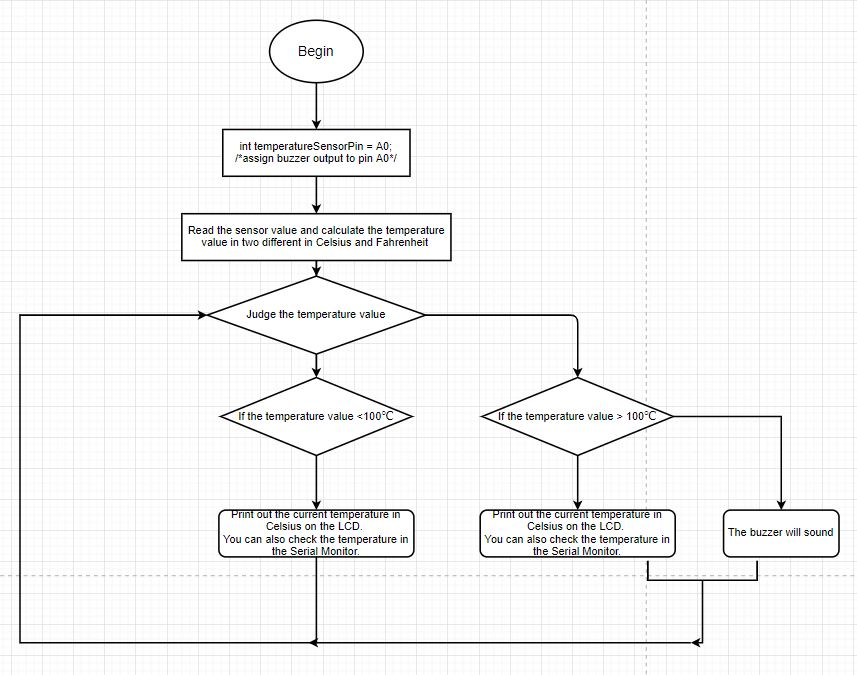 Begin
int temperatureSensorPin = A0;
/*assign buzzer output to pin A0*/
Read the sensor value and calculate the temperature
value in two different in Celsius and Fahrenheit
Judge the temperature value
If the temperature value <100℃
If the temperature value > 100℃
Print out the current temperature in
Celsius on the LCD.
You can also check the temperature in
the Serial Monitor.
Print out the current temperature in
Celsius on the LCD.
You can also check the temperature in
the Serial Monitor.
The buzzer will sound